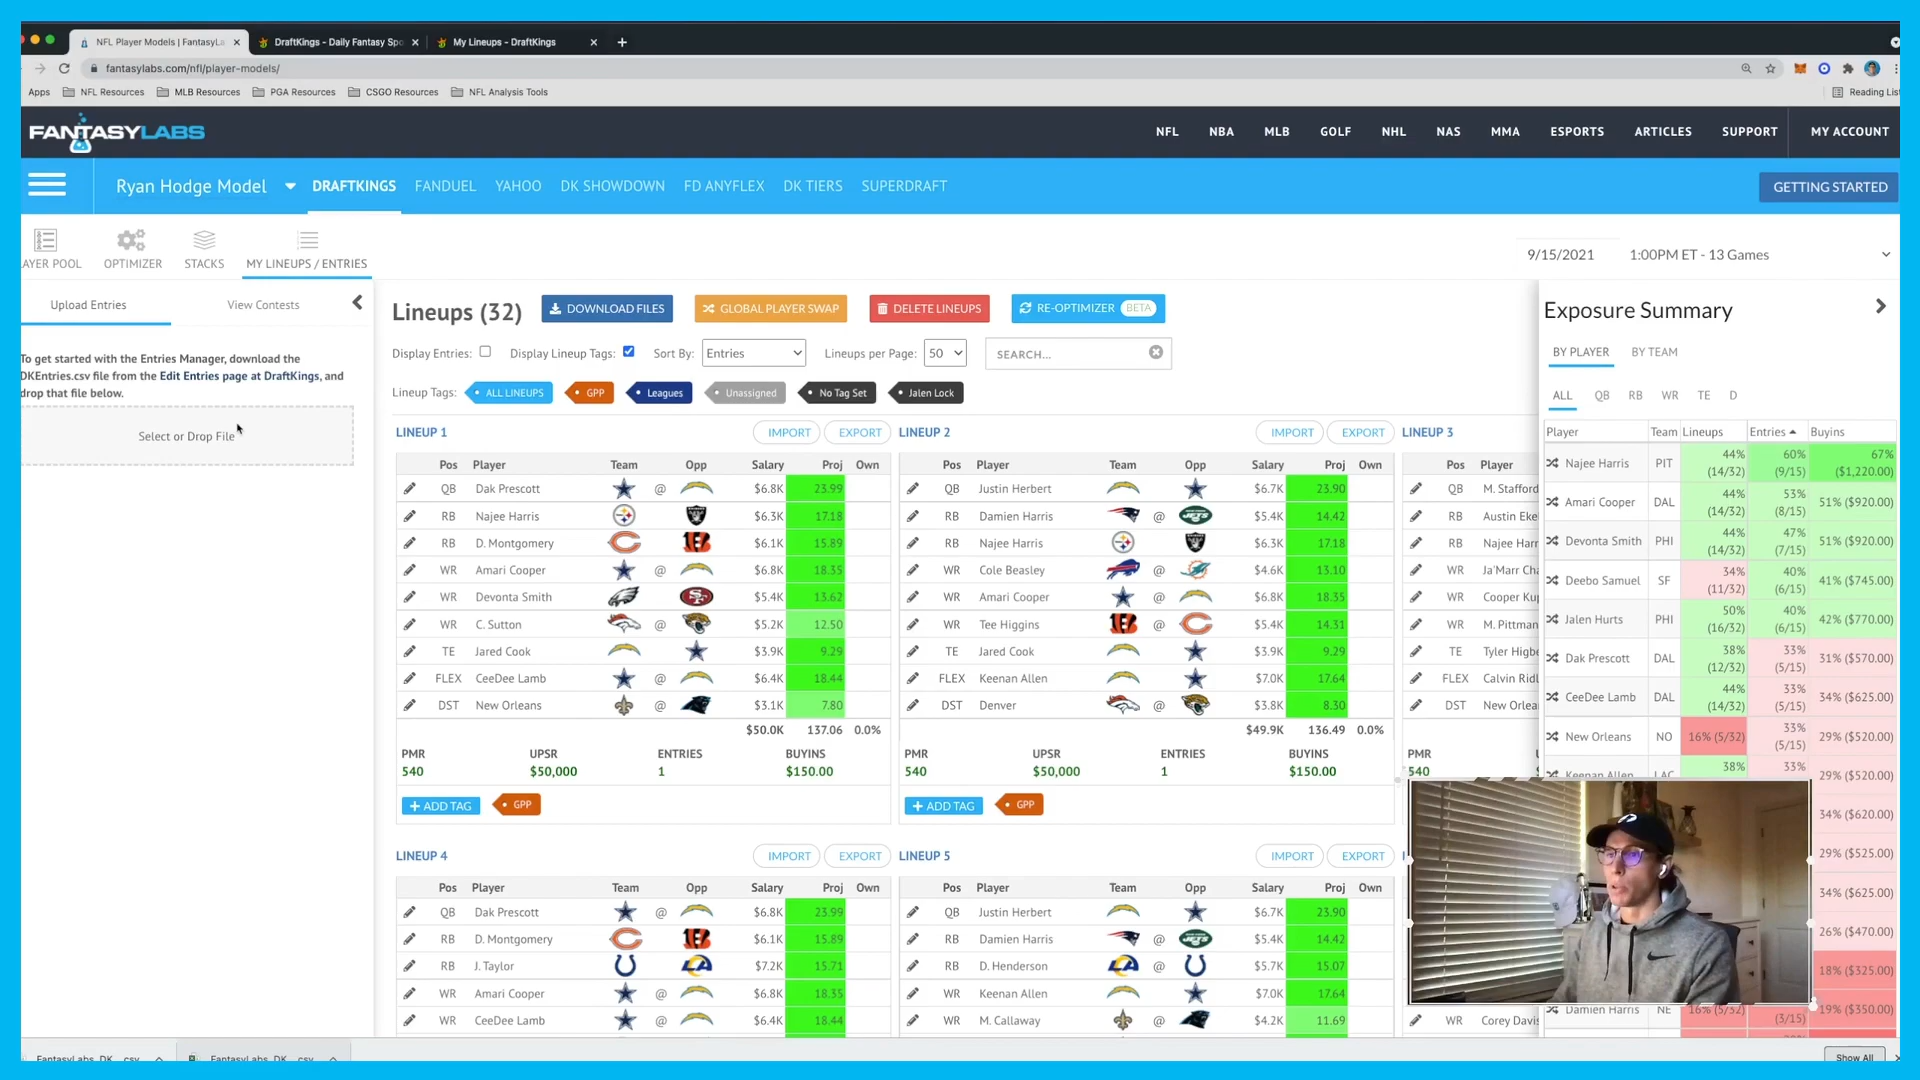 NFL Player Models | FantasyLa
DraftKings - Daily Fantasy Spo
My Lineups - DraftKings
fantasylabs.com/nfl/player-models/
Apps NFL Resources MLB Resources PGA Resources CSGO Resources NFL Analysis Tools Reading List
FANTASYLABS NFL NBA MLB GOLF NHL NAS MMA ESPORTS ARTICLES SUPPORT MY ACCOUNT
Ryan Hodge Model DRAFTKINGS FANDUEL YAHOO DK SHOWDOWN FD ANYFLEX DK TIERS SUPERDRAFT GETTING STARTED
AYER POOL OPTIMIZER STACKS MY LINEUPS / ENTRIES 9/15/2021 1:00PM ET - 13 Games
Upload Entries View Contests
To get started with the Entries Manager, download the
DKEntries.csv file from the Edit Entries page at DraftKings, and
drop that file below.
Select or Drop File
Lineups (32) DOWNLOAD FILES GLOBAL PLAYER SWAP DELETE LINEUPS RE-OPTIMIZER BETA
Display Entries: Display Lineup Tags: Sort By: Entries Lineups per Page: 50 SEARCH...
Lineup Tags: ALL LINEUPS GPP Leagues Unassigned No Tag Set Jalen Lock
LINEUP 1 IMPORT EXPORT
Pos Player Team Opp Salary Proj Own
QB Dak Prescott @ $6.8K 23.99
RB Najee Harris $6.3K 17.18
RB D. Montgomery $6.1K 15.89
WR Amari Cooper @ $6.8K 18.35
WR Devonta Smith $5.4K 13.62
WR C. Sutton @ $5.2K 12.50
TE Jared Cook $3.9K 9.29
FLEX CeeDee Lamb @ $6.4K 18.44
DST New Orleans @ $3.1K 7.80
$50.0K 137.06 0.0%
PMR UPSR ENTRIES BUYINS
540 $50,000 1 $150.00
+ ADD TAG GPP
LINEUP 2 IMPORT EXPORT
Pos Player Team Opp Salary Proj Own
QB Justin Herbert $6.7K 23.90
RB Damien Harris @ JETS $5.4K 14.42
RB Najee Harris $6.3K 17.18
WR Cole Beasley @ $4.6K 13.10
WR Amari Cooper @ $6.8K 18.35
WR Tee Higgins @ $5.4K 14.31
TE Jared Cook $3.9K 9.29
FLEX Keenan Allen $7.0K 17.64
DST Denver @ $3.8K 8.30
$49.9K 136.49 0.0%
PMR UPSR ENTRIES BUYINS
540 $50,000 1 $150.00
+ ADD TAG GPP
LINEUP 3
Pos Player
QB M. Stafford
RB Austin Eke
RB Najee Harr
WR Ja'Marr Cha
WR Cooper Kup
WR M. Pittman
TE Tyler Higbe
FLEX Calvin Ridl
DST New Orlea
PMR
540
LINEUP 4 IMPORT EXPORT
Pos Player Team Opp Salary Proj Own
QB Dak Prescott @ $6.8K 23.99
RB D. Montgomery $6.1K 15.89
RB J. Taylor $7.2K 15.71
WR Amari Cooper @ $6.8K 18.35
WR CeeDee Lamb @ $6.4K 18.44
LINEUP 5 IMPORT EXPORT
Pos Player Team Opp Salary Proj Own
QB Justin Herbert $6.7K 23.90
RB Damien Harris @ JETS $5.4K 14.42
RB D. Henderson @ $5.7K 15.07
WR Keenan Allen $7.0K 17.64
WR M. Callaway @ $4.2K 11.69
WR Corey Davis
Exposure Summary
BY PLAYER BY TEAM
ALL QB RB WR TE D
Player Team Lineups Entries Buyins
Najee Harris PIT 44% (14/32) 60% (9/15) 67% ($1,220.00)
Amari Cooper DAL 44% (14/32) 53% (8/15) 51% ($920.00)
Devonta Smith PHI 44% (14/32) 47% (7/15) 51% ($920.00)
Deebo Samuel SF 34% (11/32) 40% (6/15) 41% ($745.00)
Jalen Hurts PHI 50% (16/32) 40% (6/15) 42% ($770.00)
Dak Prescott DAL 38% (12/32) 33% (5/15) 31% ($570.00)
CeeDee Lamb DAL 44% (14/32) 33% (5/15) 34% ($625.00)
New Orleans NO 16% (5/32) 33% (5/15) 29% ($520.00)
Keenan Allen LAC 38% 33% 29% ($520.00)
34% ($620.00)
29% ($525.00)
34% ($625.00)
26% ($470.00)
18% ($325.00)
Damien Harris NE 16% (5/32) (3/15) 19% ($350.00)
FantasyLabs_DK_....csv FantasyLabs_DK_....csv Show All